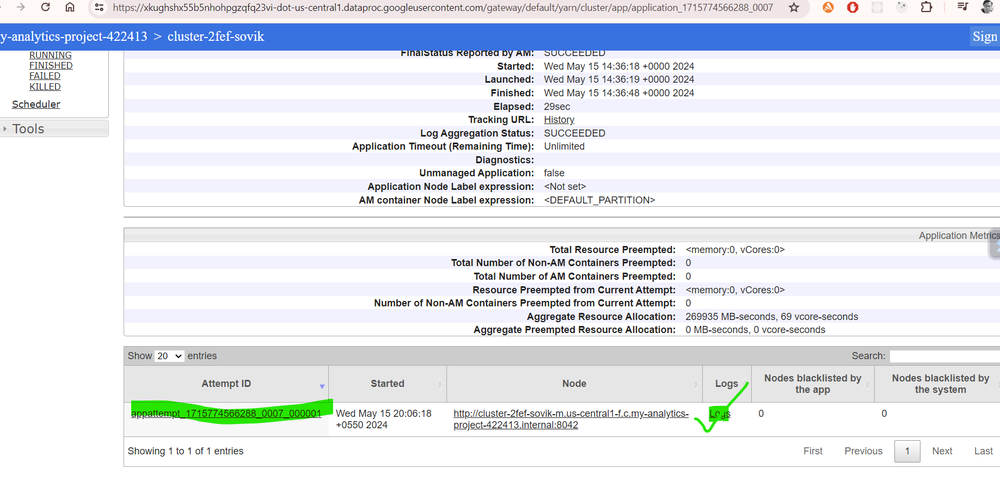 https://xkughshx55b5nhohpgzqfq23vi-dot-us-central1.dataproc.googleusercontent.com/gateway/default/yarn/cluster/app/application_1715774566288_0007
y-analytics-project-422413 > cluster-2fef-sovik
Sign
RUNNING
FINISHED
FAILED
KILLED
Scheduler
Tools
FinalStatus Reported by AM: SUCCEEDED
Started: Wed May 15 14:36:18 +0000 2024
Launched: Wed May 15 14:36:19 +0000 2024
Finished: Wed May 15 14:36:48 +0000 2024
Elapsed: 29sec
Tracking URL: History
Log Aggregation Status: SUCCEEDED
Application Timeout (Remaining Time): Unlimited
Diagnostics:
Unmanaged Application: false
Application Node Label expression: <Not set>
AM container Node Label expression: <DEFAULT_PARTITION>
Application Metrics
Total Resource Preempted: <memory:0, vCores:0>
Total Number of Non-AM Containers Preempted: 0
Total Number of AM Containers Preempted: 0
Resource Preempted from Current Attempt: <memory:0, vCores:0>
Number of Non-AM Containers Preempted from Current Attempt: 0
Aggregate Resource Allocation: 269935 MB-seconds, 69 vcore-seconds
Aggregate Preempted Resource Allocation: 0 MB-seconds, 0 vcore-seconds
Show 20 entries Search:
Attempt ID Started Node Logs Nodes blacklisted by the app Nodes blacklisted by the system
appattempt_1715774566288_0007_000001 Wed May 15 20:06:18 http://cluster-2fef-sovik-m.us-central1-f.c.my-analytics- Logs 0 0
+0550 2024 project-422413.internal:8042
Showing 1 to 1 of 1 entries First Previous 1 Next Last